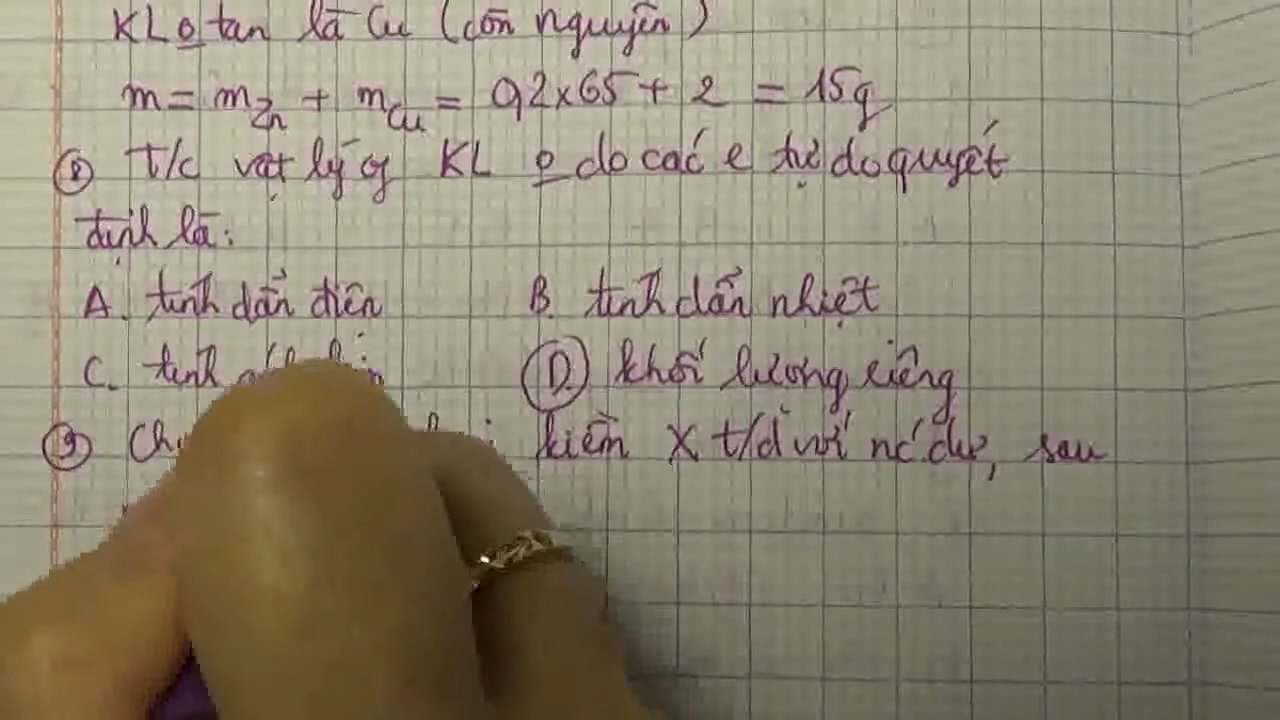 KL o tan là Cu (còn nguyên)
m = mZn + mCu = 0,2x65 + 2 = 15g
⑧ T/c vật lý of KL o do các e tự do quyết
định là:
A. tính dẫn điện B. tính dẫn nhiệt
C. tính D. khối lượng riêng
⑨ kiềm X t/d với nc dư, sau